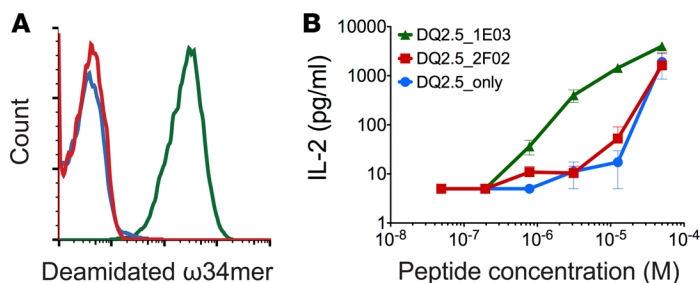 A
Count
Deamidated ω34mer
B
DQ2.5_1E03
DQ2.5_2F02
DQ2.5_only
IL-2 (pg/ml)
10000
1000
100
10
1
10-8 10-7 10-6 10-5 10-4
Peptide concentration (M)